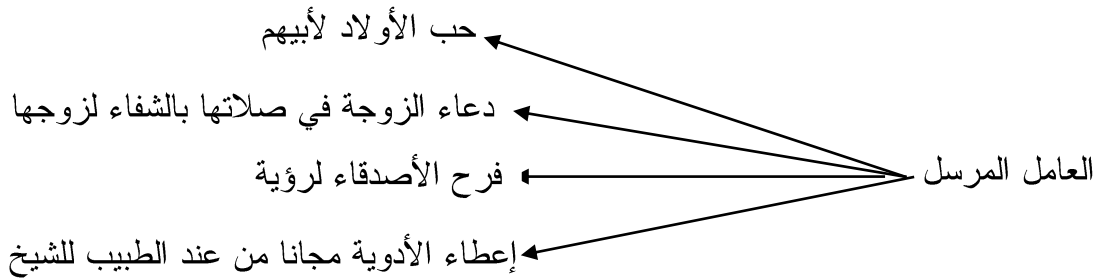 حب الأولاد لأبيهم
دعاء الزوجة في صلاتها بالشفاء لزوجها
العامل المرسل
فرح الأصدقاء لرؤية
إعطاء الأدوية مجانا من عند الطبيب للشيخ